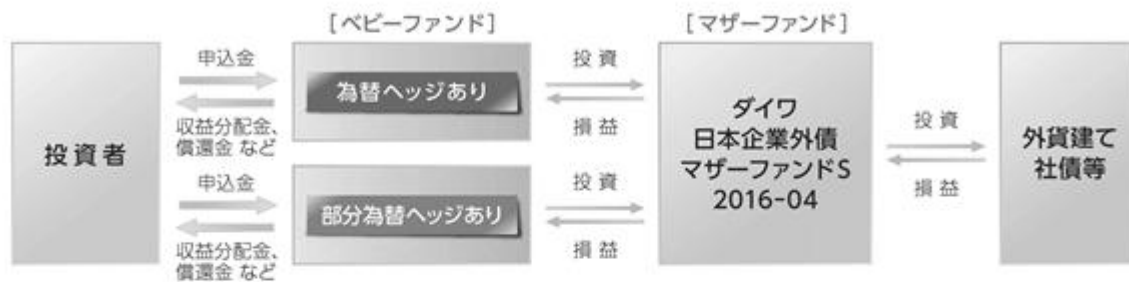 [ベビーファンド]
[マザーファンド]
投資者
申込金
収益分配金、
償還金 など
申込金
収益分配金、
償還金 など
為替ヘッジあり
部分為替ヘッジあり
投資
損益
投資
損益
ダイワ
日本企業外債
マザーファンドS
2016-04
投資
損益
外貨建て
社債等